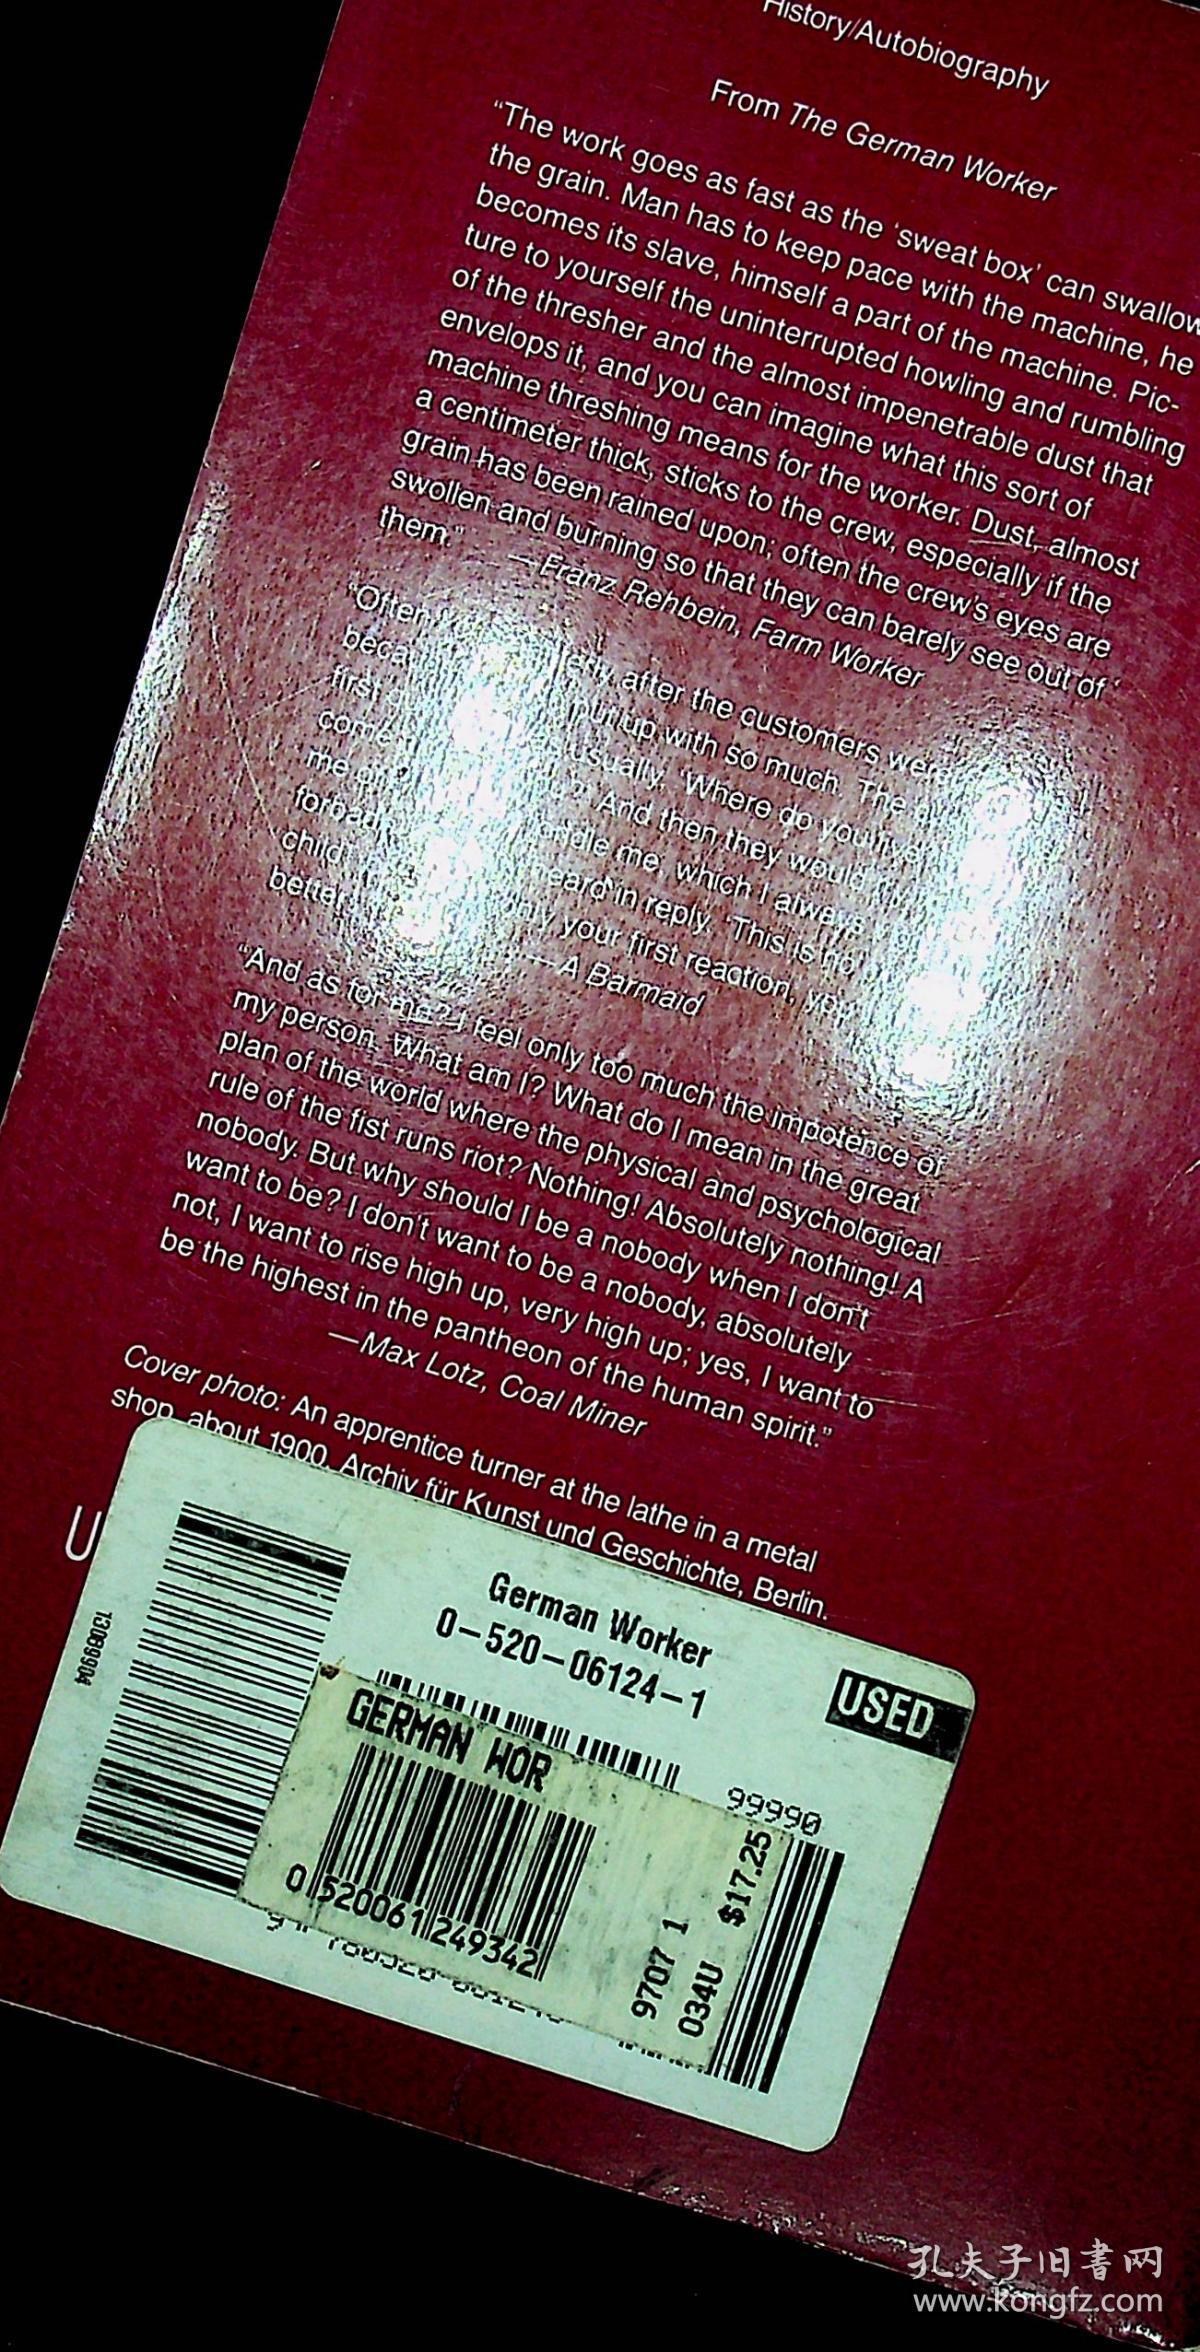 History/Autobiography
From The German Worker
“The work goes as fast as the ‘sweat box’ can swallow
the grain. Man has to keep pace with the machine, he
becomes its slave, himself a part of the machine. Pic-
ture to yourself the uninterrupted howling and rumbling
of the thresher and the almost impenetrable dust that
envelops it, and you can imagine what this sort of
machine threshing means for the worker. Dust, almost
a centimeter thick, sticks to the crew, especially if the
grain has been rained upon; often the crew’s eyes are
swollen and burning so that they can barely see out of
them.” —Franz Rehbein, Farm Worker
“Often after the customers were
put up with so much. The
first usually, ‘Where do you live
And then they would
me fondle me, which I always
heard in reply. ‘This is
child your first reaction,
—A Barmaid
“And as for me? I feel only too much the impotence of
my person. What am I? What do I mean in the great
plan of the world where the physical and psychological
rule of the fist runs riot? Nothing! Absolutely nothing! A
nobody. But why should I be a nobody when I don’t
want to be? I don’t want to be a nobody, absolutely
not, I want to rise high up, very high up; yes, I want to
be the highest in the pantheon of the human spirit.”
—Max Lotz, Coal Miner
Cover photo: An apprentice turner at the lathe in a metal
shop, about 1900. Archiv für Kunst und Geschichte, Berlin.
U
German Worker
0-520-06124-1
USED
13069904
GERMAN WOR
99990
0 520061 249342
9707 1
034U $17.25
孔夫子旧書网
www.kongfz.com